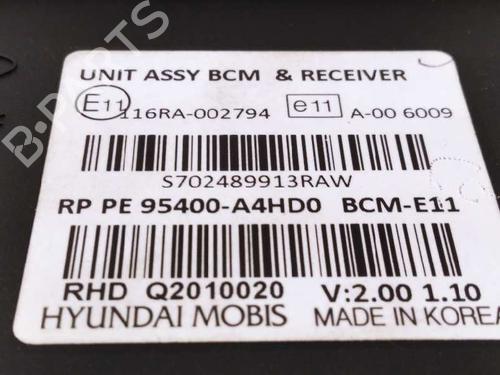 B-PARTS
UNIT ASSY BCM & RECEIVER
E11 116RA-002794 e11 A-00 6009
S702489913RAW
RP PE 95400-A4HD0 BCM-E11
RHD Q2010020 V:2.00 1.10
HYUNDAI MOBIS MADE IN KOREA